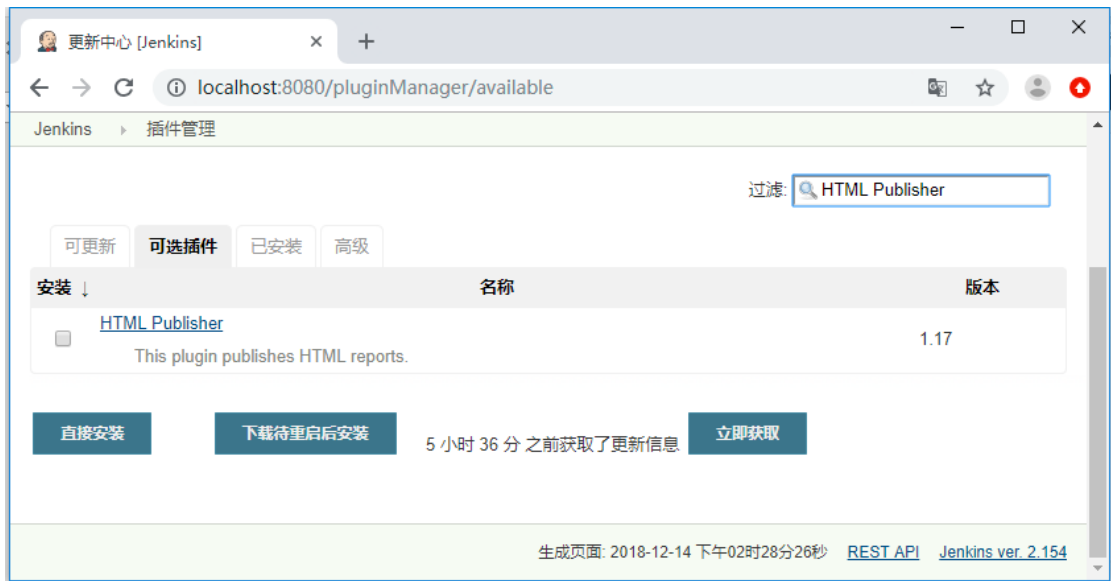 更新中心 [Jenkins]
localhost:8080/pluginManager/available
Jenkins 插件管理
过滤: HTML Publisher
可更新 可选插件 已安装 高级
安装 ↓ 名称 版本
HTML Publisher
This plugin publishes HTML reports.
1.17
直接安装 下载待重启后安装 5 小时 36 分 之前获取了更新信息 立即获取
生成页面: 2018-12-14 下午02时28分26秒 REST API Jenkins ver. 2.154